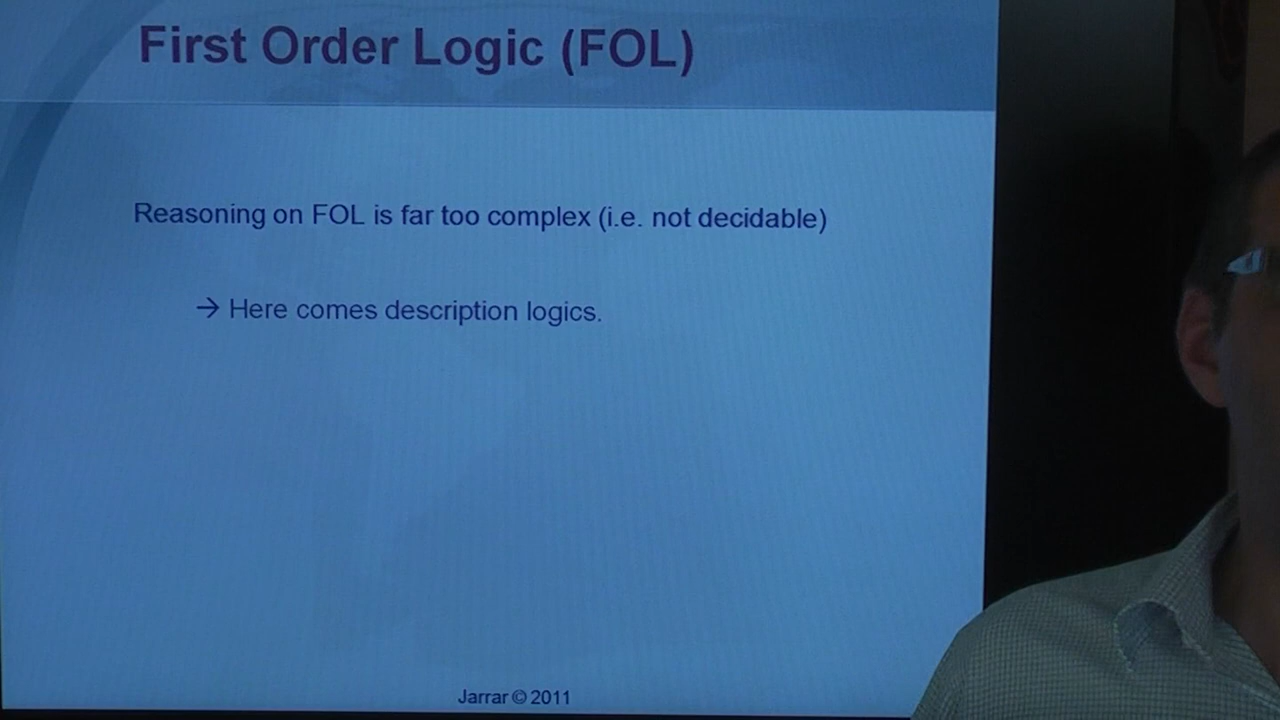 First Order Logic (FOL)
Reasoning on FOL is far too complex (i.e. not decidable)
→ Here comes description logics.
Jarrar © 2011